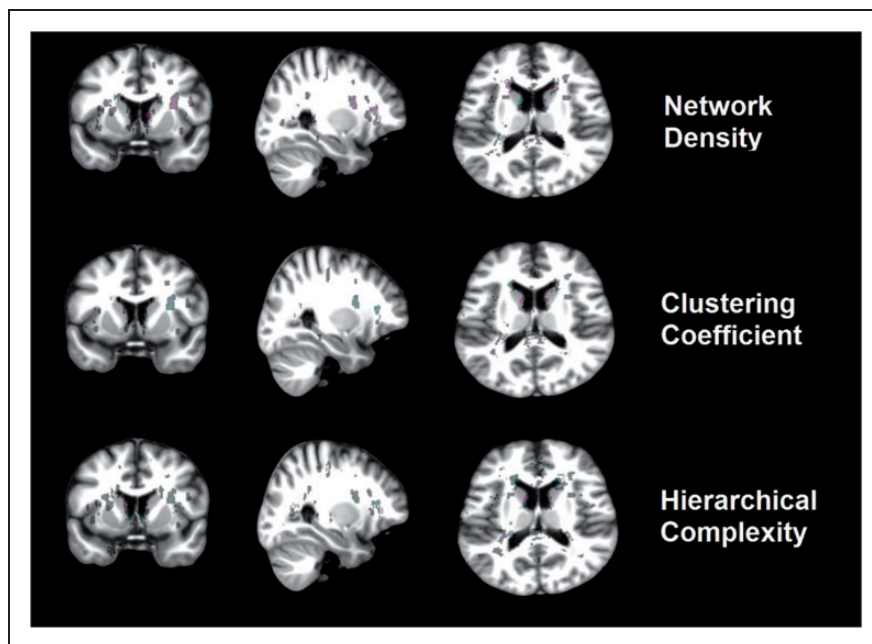 Network
Density
Clustering
Coefficient
Hierarchical
Complexity